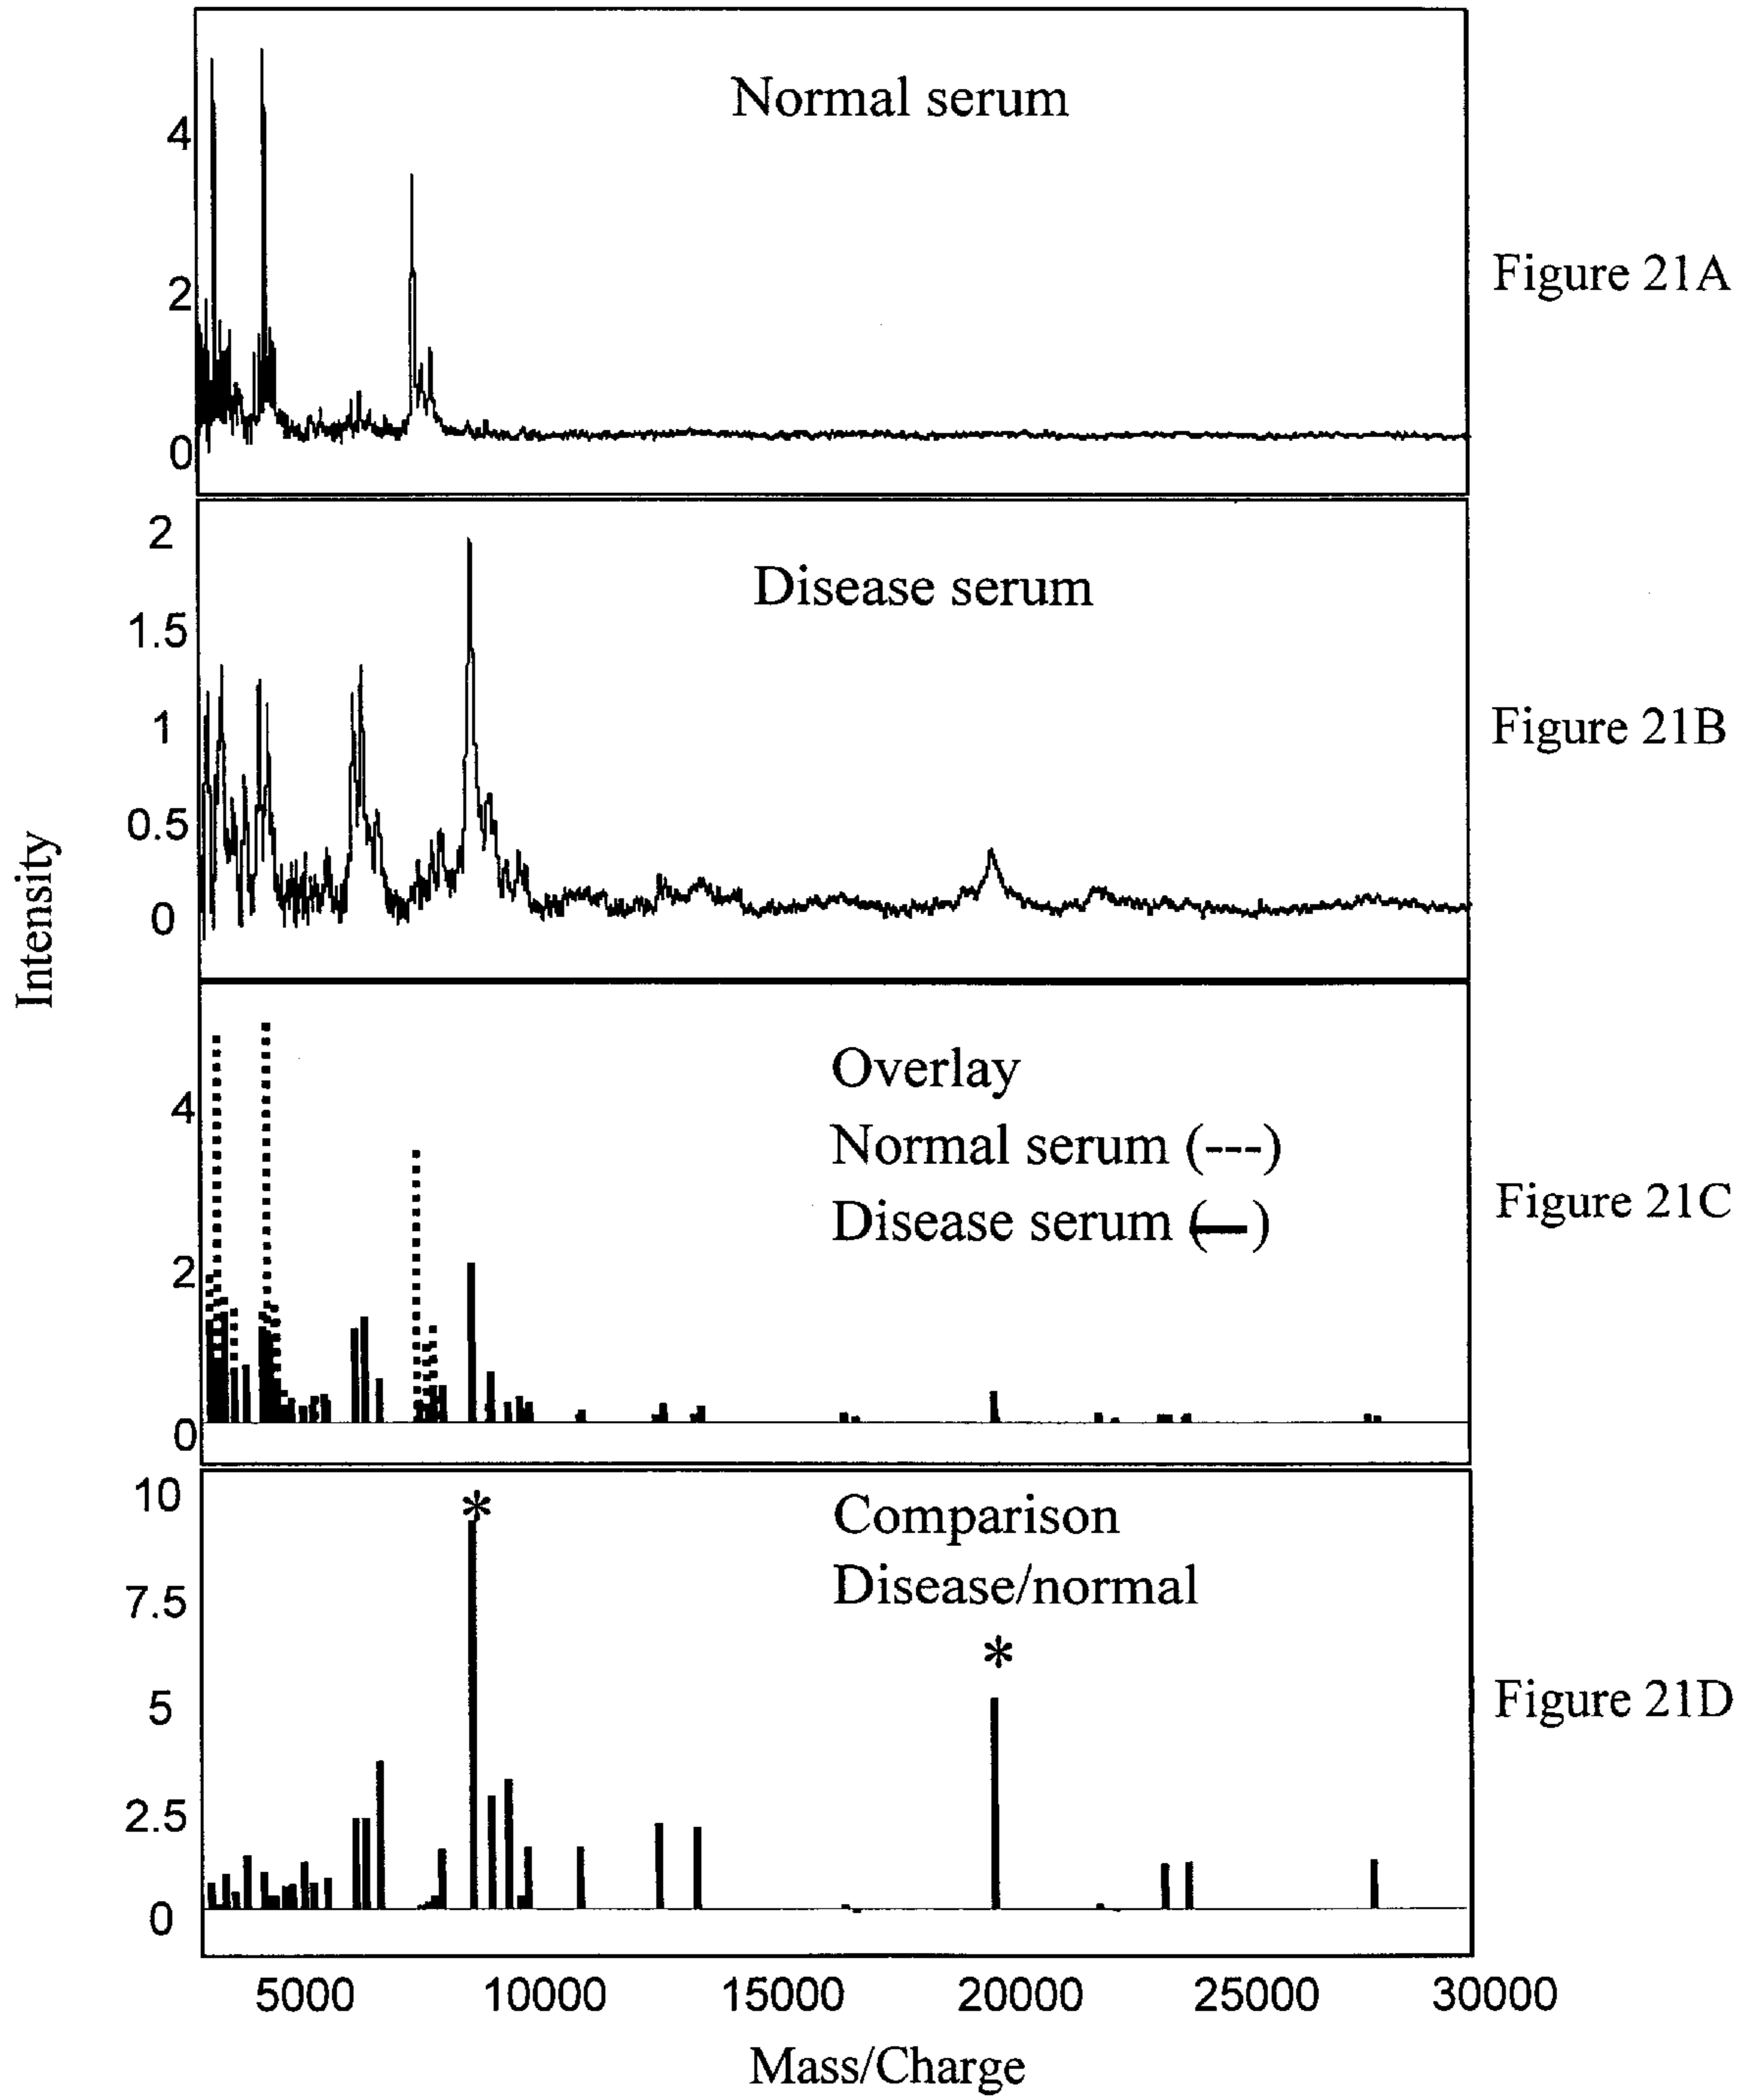 Normal serum
4
2
0
Figure 21A
Disease serum
2
1.5
1
0.5
0
Figure 21B
Intensity
Overlay
Normal serum (---)
Disease serum (—)
4
2
0
Figure 21C
*
Comparison
Disease/normal
*
10
7.5
5
2.5
0
Figure 21D
5000 10000 15000 20000 25000 30000
Mass/Charge